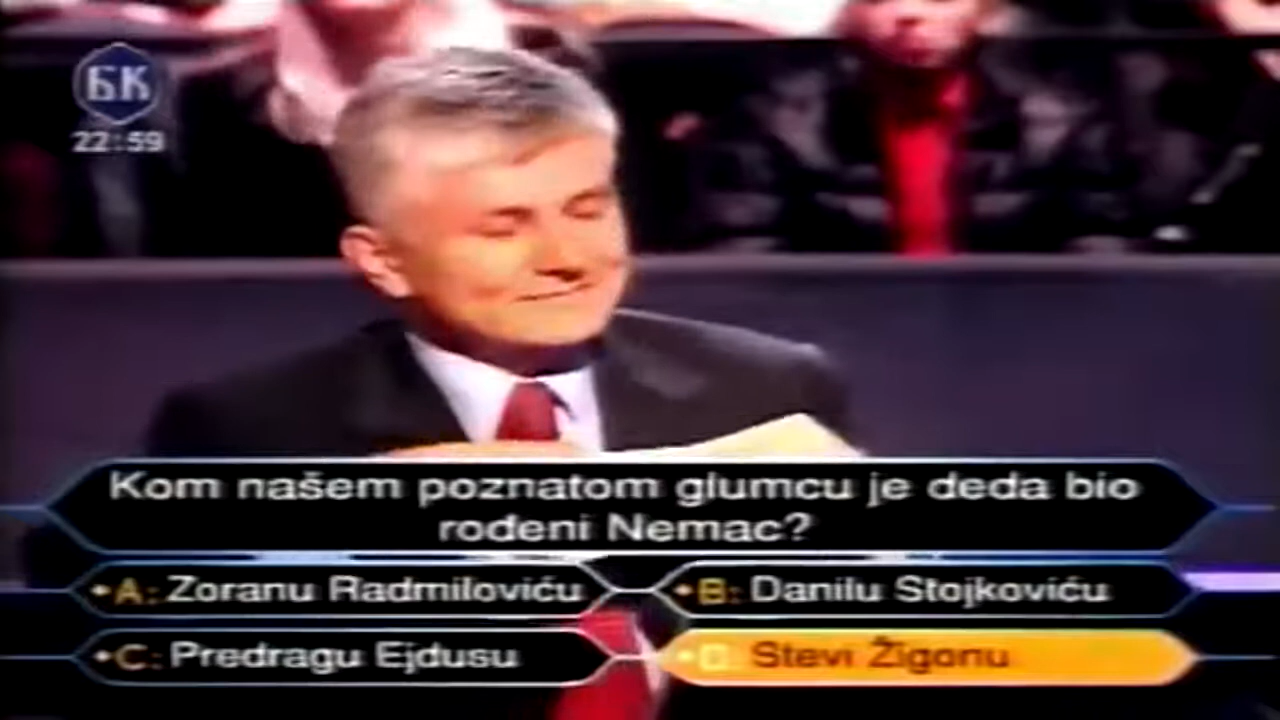 БК
22:59
Kom našem poznatom glumcu je deda bio
rođeni Nemac?
A: Zoranu Radmiloviću
B: Danilu Stojkoviću
C: Predragu Ejdusu
D: Stevi Žigonu